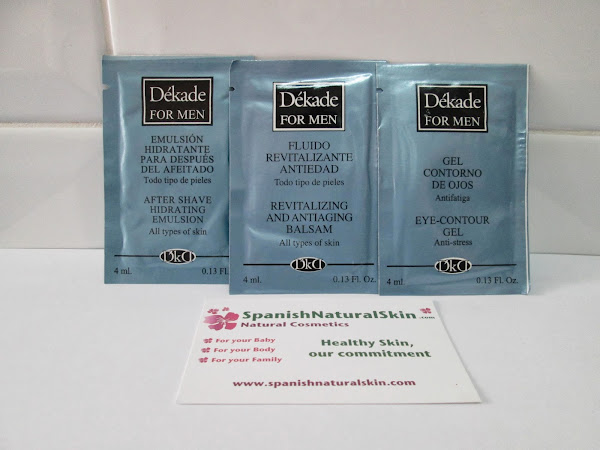 Dékade
FOR MEN
EMULSIÓN
HIDRATANTE
PARA DESPUÉS
DEL AFEITADO
Todo tipo de pieles
AFTER SHAVE
HIDRATING
EMULSION
All types of skin
DkD
4 ml.
0.13 Fl. Oz.
Dékade
FOR MEN
FLUIDO
REVITALIZANTE
ANTIEDAD
Todo tipo de pieles
REVITALIZING
AND ANTIAGING
BALSAM
All types of skin
DkD
4 ml.
0.13 Fl. Oz.
Dékade
FOR MEN
GEL
CONTORNO
DE OJOS
Antifatiga
EYE-CONTOUR
GEL
Anti-stress
DkD
4 ml
0.13 Fl. Oz.
SpanishNaturalSkin.com
Natural Cosmetics
For your Baby
For your Body
For your Family
Healthy Skin,
our commitment
www.spanishnaturalskin.com